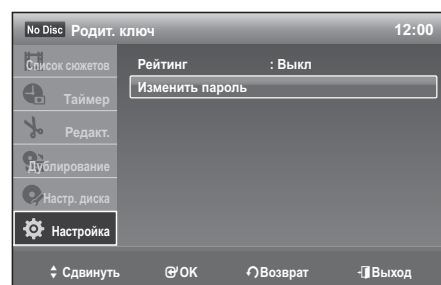 No Disc Родит. ключ 12:00
Список сюжетов
Рейтинг : Выкл
Изменить пароль
Таймер
Редакт.
Дублирование
Настр. диска
Настройка
Сдвинуть OK Возврат Выход